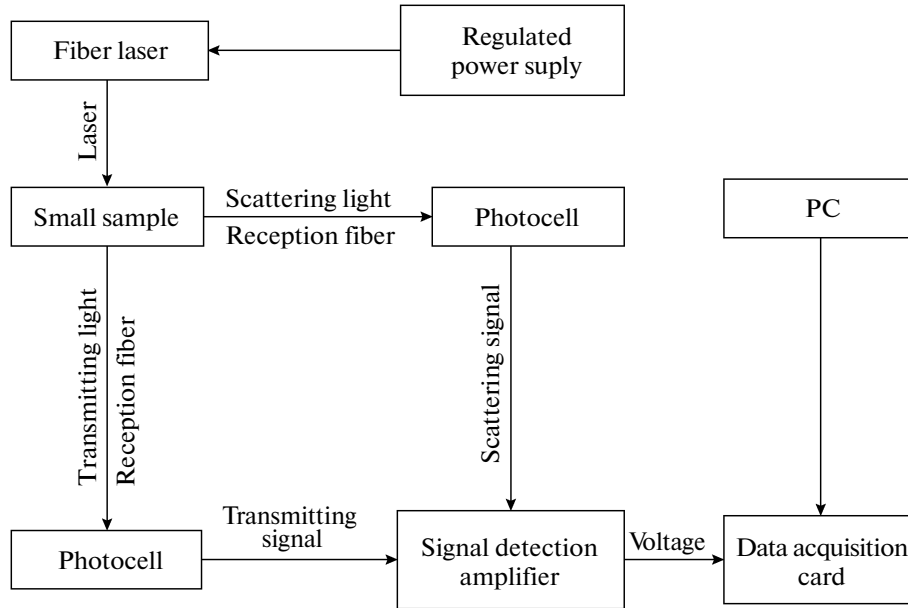 Fiber laser
Regulated
power suply
Laser
Small sample
Scattering light
Reception fiber
Photocell
PC
Transmitting light
Reception fiber
Scattering signal
Photocell
Transmitting
signal
Signal detection
amplifier
Voltage
Data acquisition
card